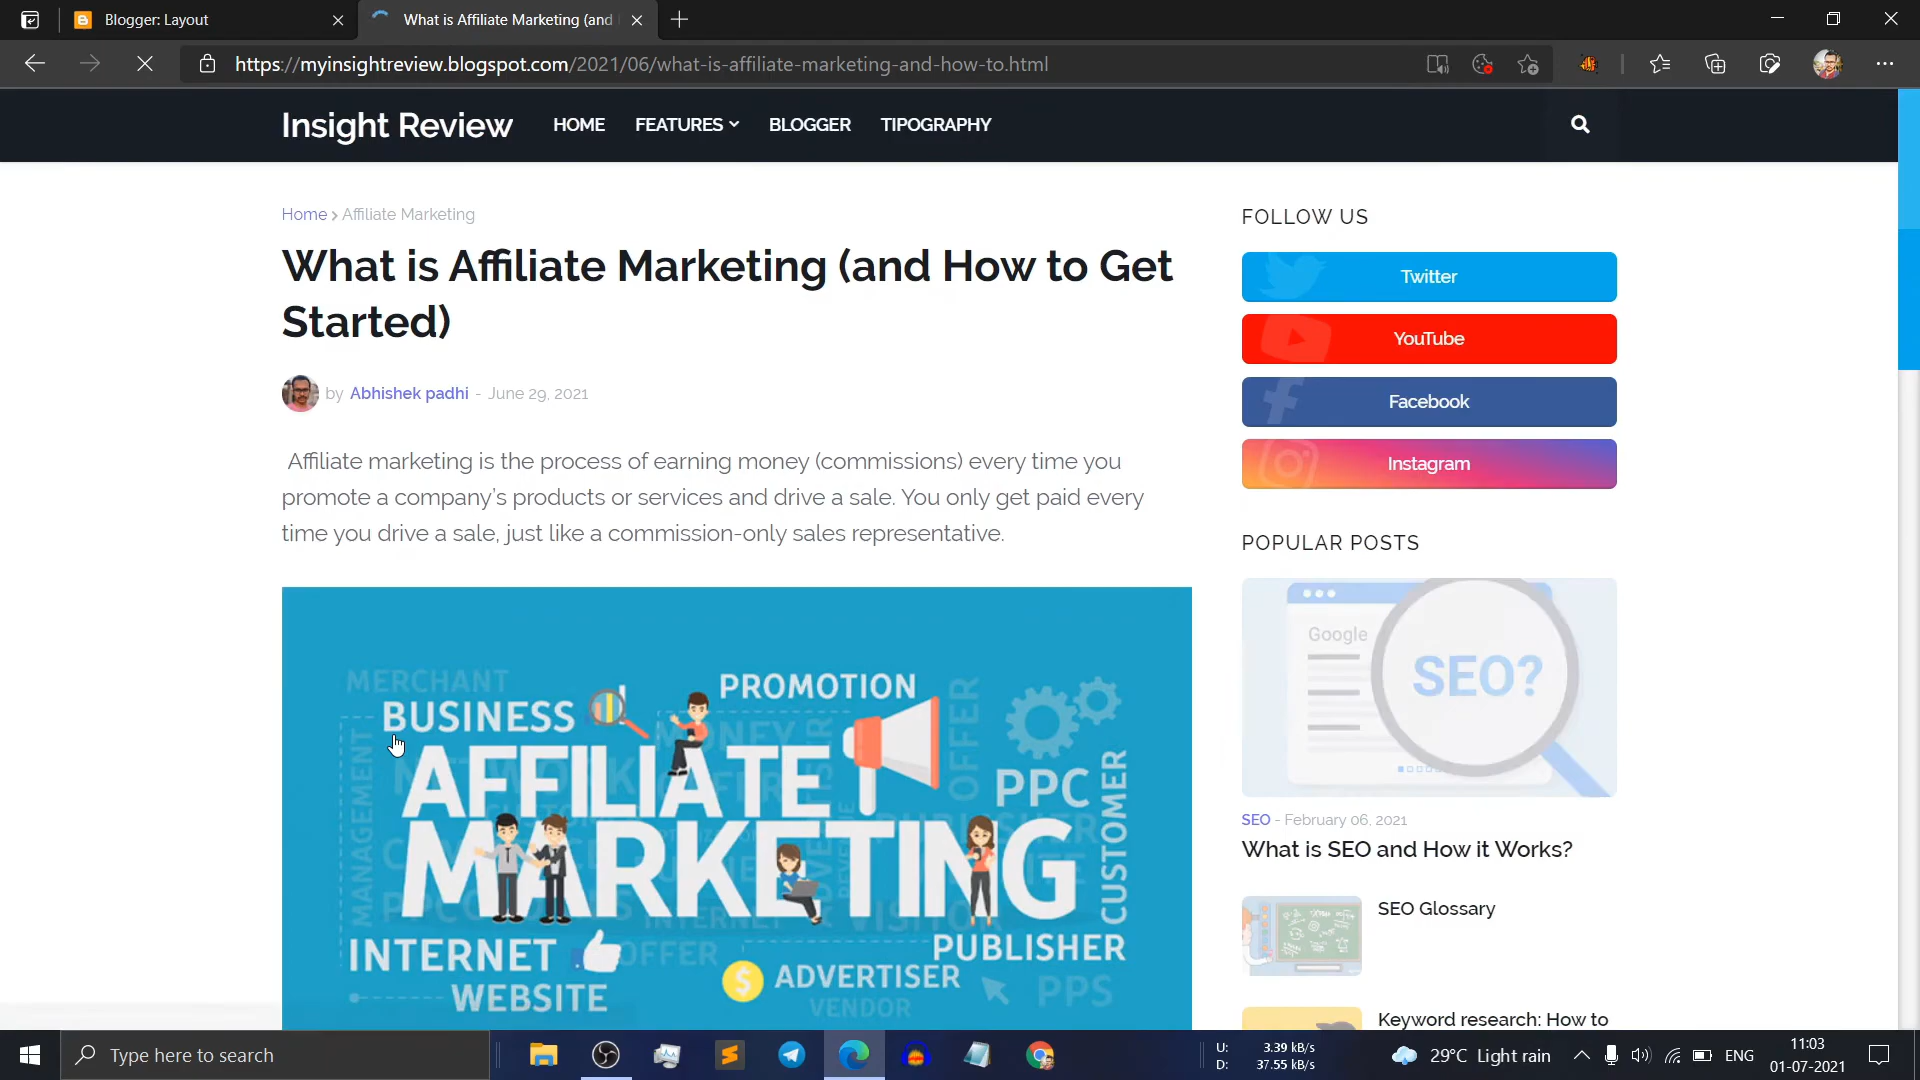 Blogger: Layout
What is Affiliate Marketing (and
https://myinsightreview.blogspot.com/2021/06/what-is-affiliate-marketing-and-how-to.html
Insight Review
HOME
FEATURES
BLOGGER
TIPOGRAPHY
Home > Affiliate Marketing
What is Affiliate Marketing (and How to Get
Started)
by Abhishek padhi - June 29, 2021
Affiliate marketing is the process of earning money (commissions) every time you
promote a company's products or services and drive a sale. You only get paid every
time you drive a sale, just like a commission-only sales representative.
MERCHANT
PROMOTION
BUSINESS
MONEY
OFFER
MANAGEMENT
AFFILIATE
PPC
CUSTOMER
MARKETING
INTERNET
OFFER
PUBLISHER
ADVERTISER
WEBSITE
VENDOR
PPS
FOLLOW US
Twitter
YouTube
Facebook
Instagram
POPULAR POSTS
Google
SEO?
SEO - February 06, 2021
What is SEO and How it Works?
SEO Glossary
Keyword research: How to
Type here to search
U: 3.39 kB/s
D: 37.55 kB/s
29°C Light rain
ENG
11:03
01-07-2021